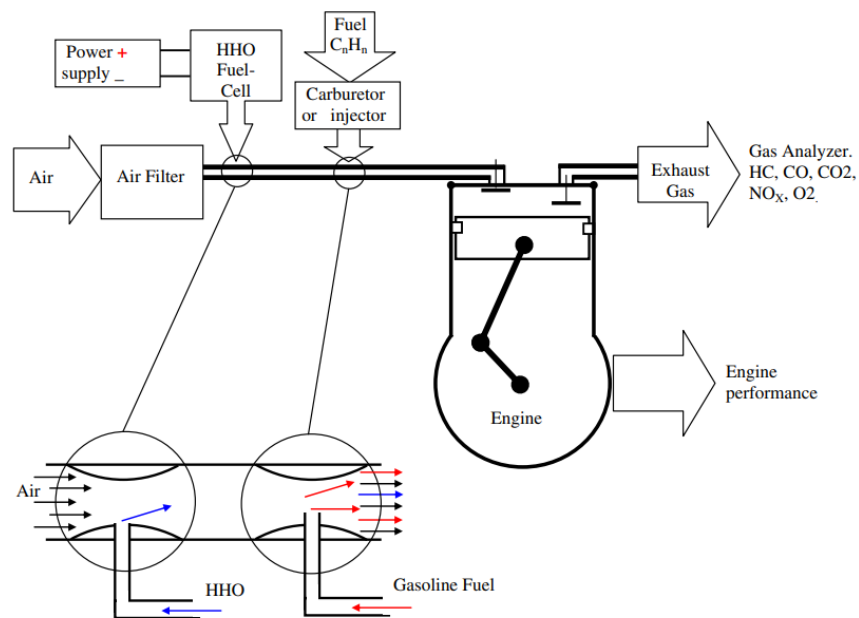 Power +
supply _
HHO
Fuel-
Cell
Fuel
CnHn
Carburetor
or injector
Air
Air Filter
Exhaust
Gas
Gas Analyzer.
HC, CO, CO2,
NOX, O2.
Engine
Engine
performance
Air
HHO
Gasoline Fuel